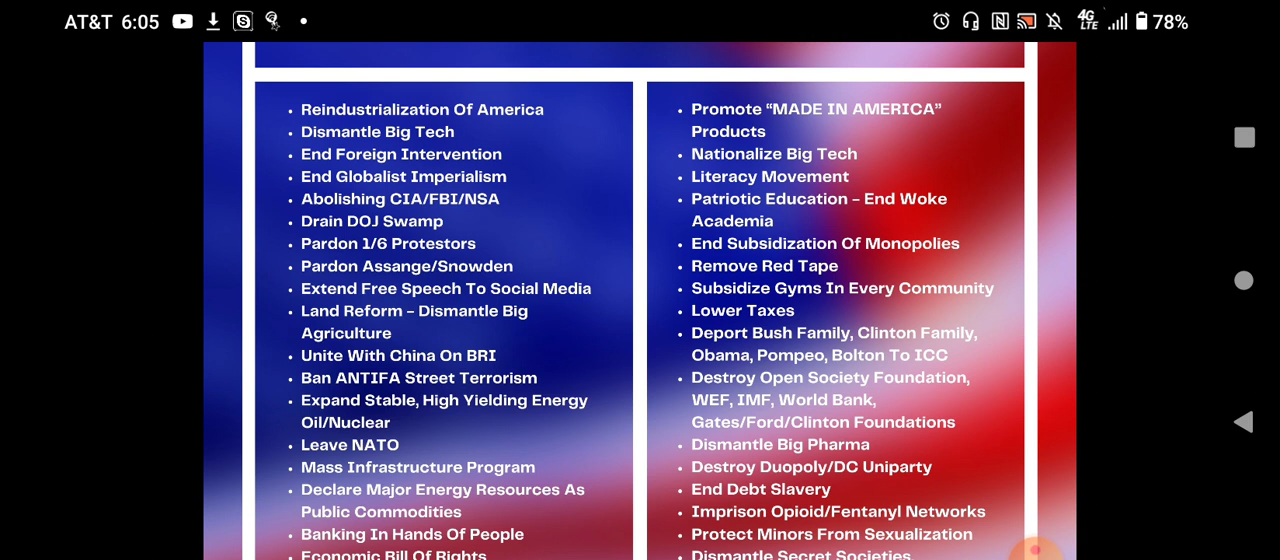 AT&T 6:05
4G
LTE
78%
• Reindustrialization Of America
• Dismantle Big Tech
• End Foreign Intervention
• End Globalist Imperialism
• Abolishing CIA/FBI/NSA
• Drain DOJ Swamp
• Pardon 1/6 Protestors
• Pardon Assange/Snowden
• Extend Free Speech To Social Media
• Land Reform – Dismantle Big
Agriculture
• Unite With China On BRI
• Ban ANTIFA Street Terrorism
• Expand Stable, High Yielding Energy
Oil/Nuclear
• Leave NATO
• Mass Infrastructure Program
• Declare Major Energy Resources As
Public Commodities
• Banking In Hands Of People
• Economic Bill Of Rights
• Promote “MADE IN AMERICA”
Products
• Nationalize Big Tech
• Literacy Movement
• Patriotic Education – End Woke
Academia
• End Subsidization Of Monopolies
• Remove Red Tape
• Subsidize Gyms In Every Community
• Lower Taxes
• Deport Bush Family, Clinton Family,
Obama, Pompeo, Bolton To ICC
• Destroy Open Society Foundation,
WEF, IMF, World Bank,
Gates/Ford/Clinton Foundations
• Dismantle Big Pharma
• Destroy Duopoly/DC Uniparty
• End Debt Slavery
• Imprison Opioid/Fentanyl Networks
• Protect Minors From Sexualization
• Dismantle Secret Societies,